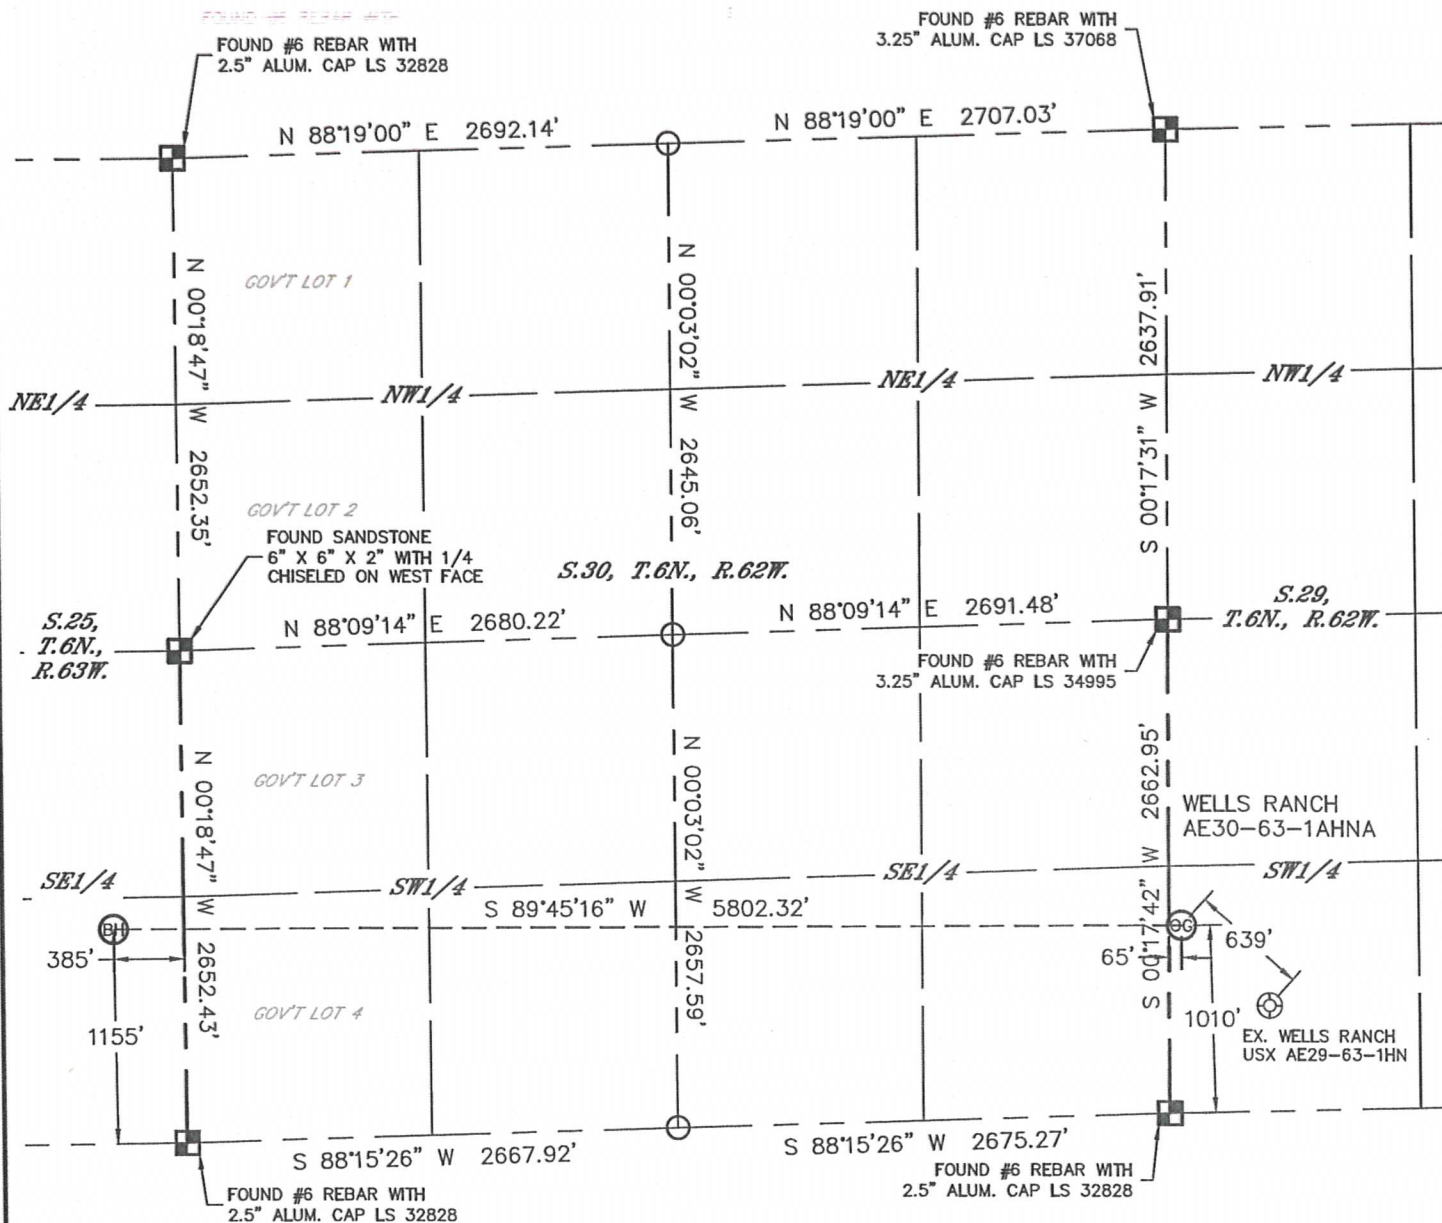 FOUND #6 REBAR WITH
FOUND #6 REBAR WITH
2.5" ALUM. CAP LS 32828
FOUND #6 REBAR WITH
3.25" ALUM. CAP LS 37068
N 88°19'00" E 2692.14'
N 88°19'00" E 2707.03'
N 00°18'47" W 2652.35'
GOV'T LOT 1
N 00°03'02" W 2645.06'
S 00°17'31" W 2637.91'
NE1/4
NW1/4
NE1/4
NW1/4
GOV'T LOT 2
FOUND SANDSTONE
6" X 6" X 2" WITH 1/4
CHISELED ON WEST FACE
S.30, T.6N., R.62W.
S.25,
T.6N.,
R.63W.
N 88°09'14" E 2680.22'
N 88°09'14" E 2691.48'
S.29,
T.6N., R.62W.
FOUND #6 REBAR WITH
3.25" ALUM. CAP LS 34995
N 00°18'47" W 2652.43'
GOV'T LOT 3
N 00°03'02" W 2657.59'
S 00°17'42" W 2662.95'
WELLS RANCH
AE30-63-1AHNA
SE1/4
SW1/4
SE1/4
SW1/4
S 89°45'16" W 5802.32'
BH
OG
385'
65'
639'
1155'
GOV'T LOT 4
1010'
EX. WELLS RANCH
USX AE29-63-1HN
S 88°15'26" W 2667.92'
S 88°15'26" W 2675.27'
FOUND #6 REBAR WITH
2.5" ALUM. CAP LS 32828
FOUND #6 REBAR WITH
2.5" ALUM. CAP LS 32828